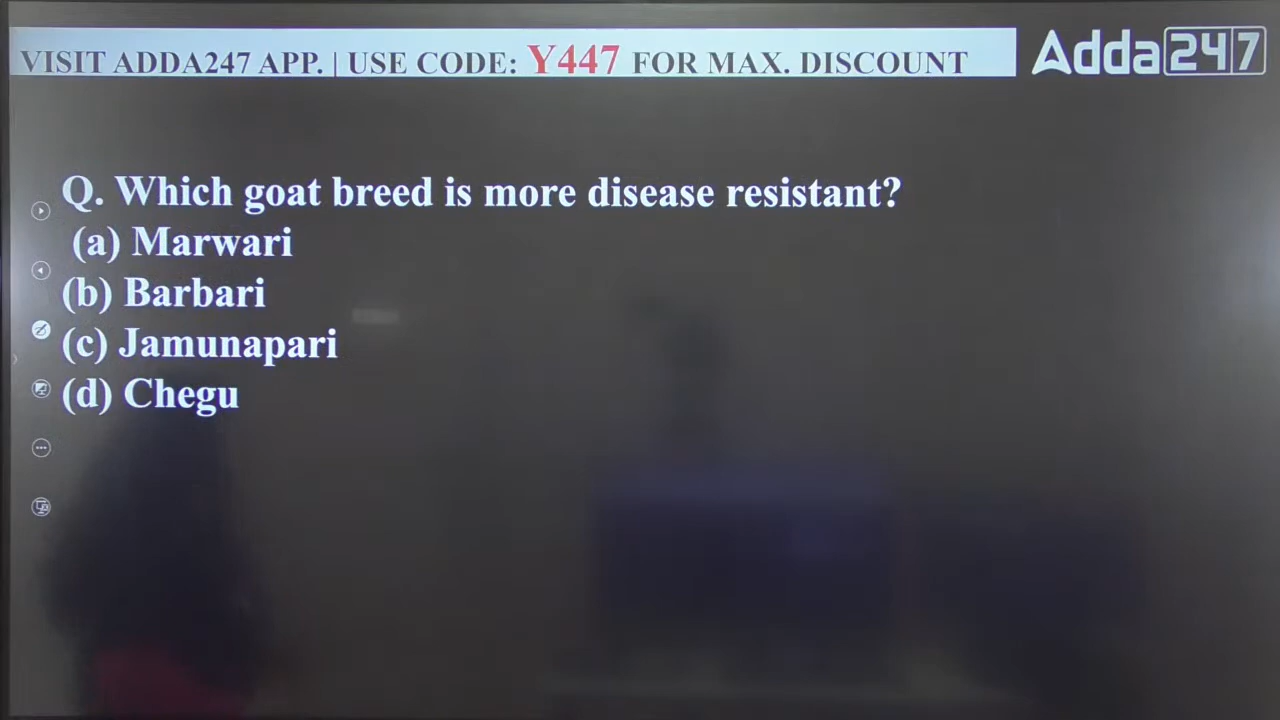 VISIT ADDA247 APP. | USE CODE: Y447 FOR MAX. DISCOUNT
Adda247
Q. Which goat breed is more disease resistant?
(a) Marwari
(b) Barbari
(c) Jamunapari
(d) Chegu